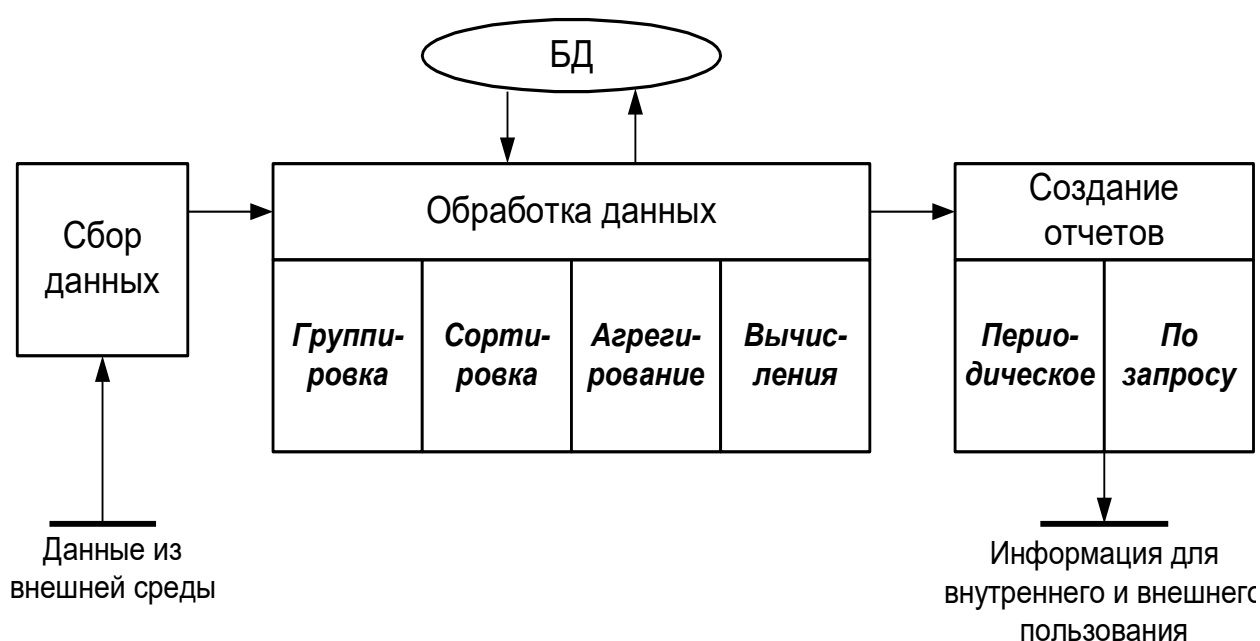 БД
Сбор
данных
Обработка данных
Группи-
ровка
Сорти-
ровка
Агреги-
рование
Вычис-
ления
Создание
отчетов
Перио-
дическое
По
запросу
Данные из
внешней среды
Информация для
внутреннего и внешнего
пользования